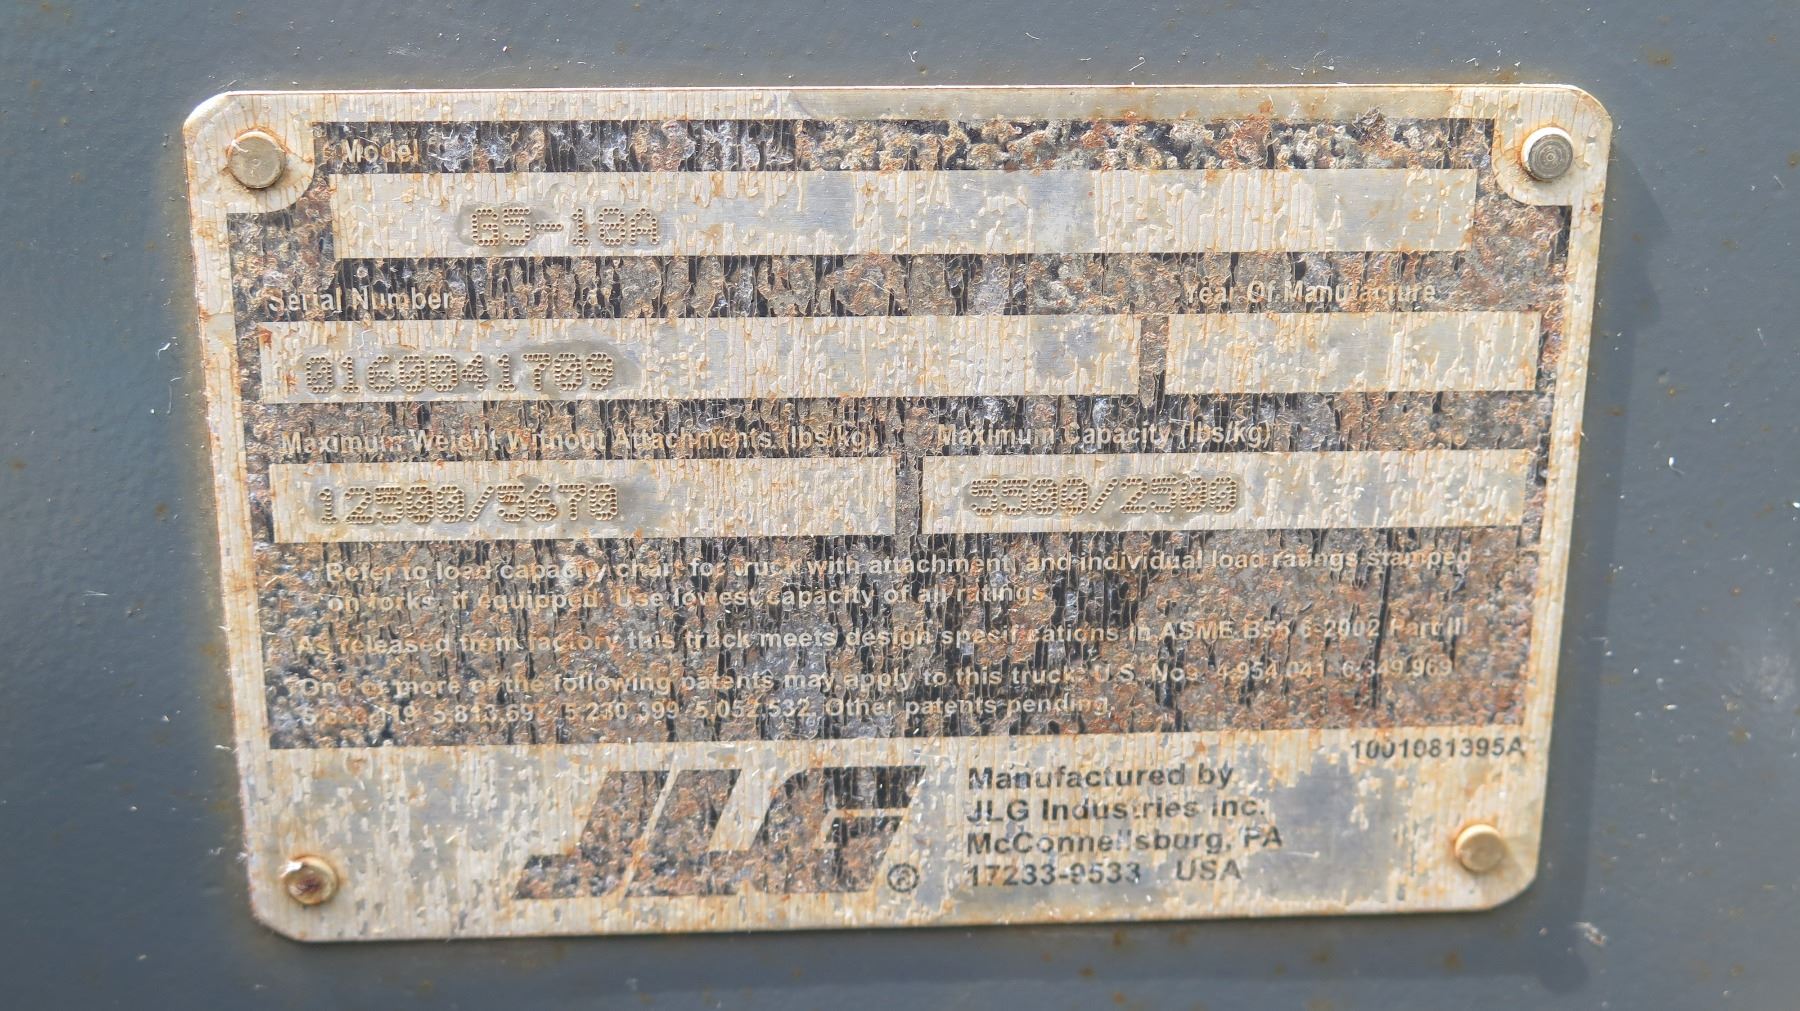 Model
G5-18A
Serial Number Year Of Manufacture
0160041709
Maximum Weight Without Attachments (lbs/kg) Maximum Capacity (lbs/kg)
12500/5670 5500/2500
Refer to load capacity chart for truck with attachment, and individual load ratings stamped
on forks, if equipped. Use lowest capacity of all ratings.
As released from factory this truck meets design specifications in ASME B56.6-2002 Part III
One or more of the following patents may apply to this truck: U.S. Nos. 4,954,041 6,349,969
5,230,399 5,052,532 Other patents pending.
1001081395A
JLG ®
Manufactured by
JLG Industries Inc.
McConnellsburg, PA
17233-9533 USA